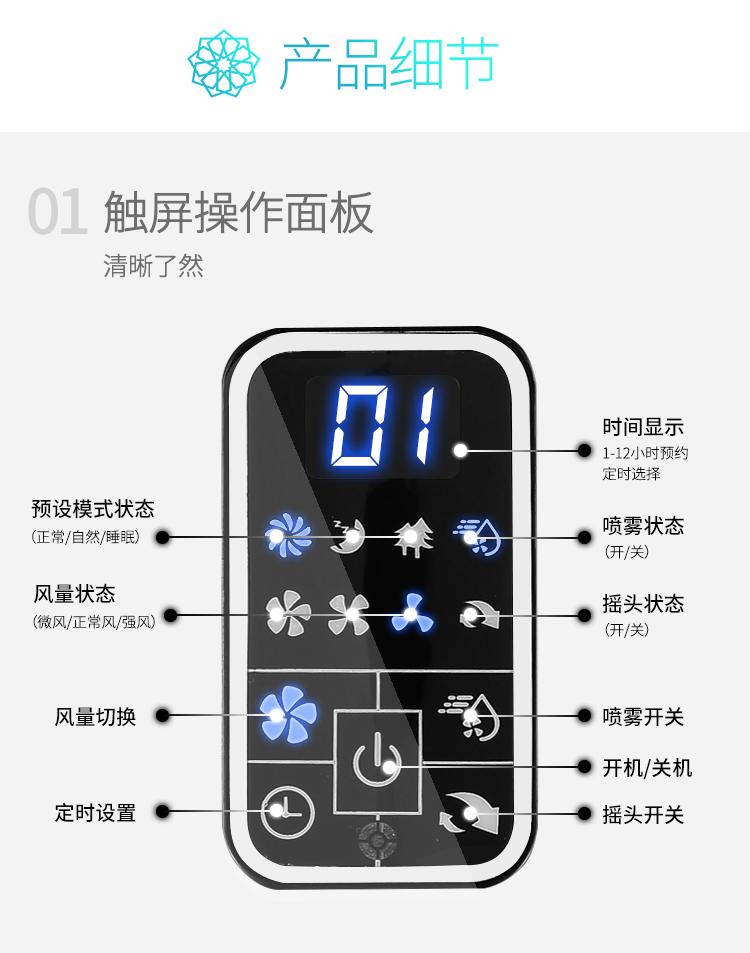 产品细节
01 触屏操作面板
清晰了然
01
时间显示
1-12小时预约
定时选择
预设模式状态
（正常/自然/睡眠）
喷雾状态
（开/关）
风量状态
（微风/正常风/强风）
摇头状态
（开/关）
风量切换
喷雾开关
开机/关机
定时设置
摇头开关